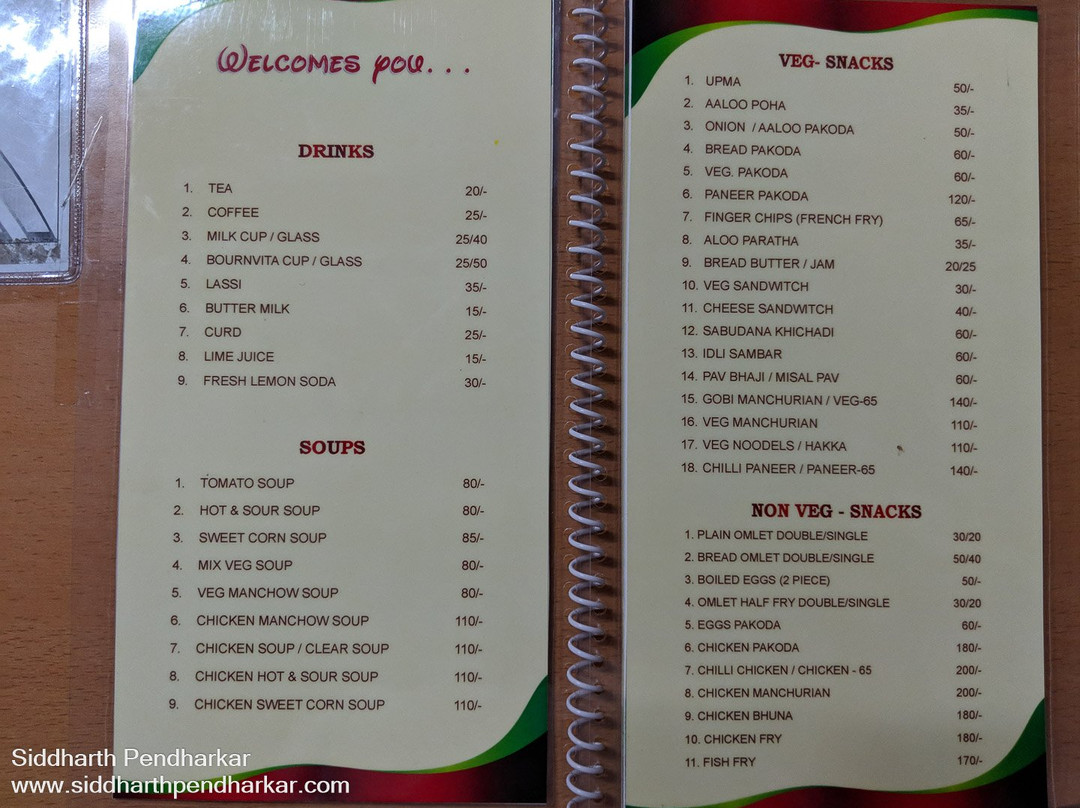 WELCOMES YOU. . .
DRINKS
1. TEA 20/-
2. COFFEE 25/-
3. MILK CUP / GLASS 25/40
4. BOURNVITA CUP / GLASS 25/50
5. LASSI 35/-
6. BUTTER MILK 15/-
7. CURD 25/-
8. LIME JUICE 15/-
9. FRESH LEMON SODA 30/-
SOUPS
1. TOMATO SOUP 80/-
2. HOT & SOUR SOUP 80/-
3. SWEET CORN SOUP 85/-
4. MIX VEG SOUP 80/-
5. VEG MANCHOW SOUP 80/-
6. CHICKEN MANCHOW SOUP 110/-
7. CHICKEN SOUP / CLEAR SOUP 110/-
8. CHICKEN HOT & SOUR SOUP 110/-
9. CHICKEN SWEET CORN SOUP 110/-
VEG- SNACKS
1. UPMA 50/-
2. AALOO POHA 35/-
3. ONION / AALOO PAKODA 50/-
4. BREAD PAKODA 60/-
5. VEG. PAKODA 60/-
6. PANEER PAKODA 120/-
7. FINGER CHIPS (FRENCH FRY) 65/-
8. ALOO PARATHA 35/-
9. BREAD BUTTER / JAM 20/25
10. VEG SANDWITCH 30/-
11. CHEESE SANDWITCH 40/-
12. SABUDANA KHICHADI 60/-
13. IDLI SAMBAR 60/-
14. PAV BHAJI / MISAL PAV 60/-
15. GOBI MANCHURIAN / VEG-65 140/-
16. VEG MANCHURIAN 110/-
17. VEG NOODELS / HAKKA 110/-
18. CHILLI PANEER / PANEER-65 140/-
NON VEG - SNACKS
1. PLAIN OMLET DOUBLE/SINGLE 30/20
2. BREAD OMLET DOUBLE/SINGLE 50/40
3. BOILED EGGS (2 PIECE) 50/-
4. OMLET HALF FRY DOUBLE/SINGLE 30/20
5. EGGS PAKODA 60/-
6. CHICKEN PAKODA 180/-
7. CHILLI CHICKEN / CHICKEN - 65 200/-
8. CHICKEN MANCHURIAN 200/-
9. CHICKEN BHUNA 180/-
10. CHICKEN FRY 180/-
11. FISH FRY 170/-
Siddharth Pendharkar
www.siddharthpendharkar.com